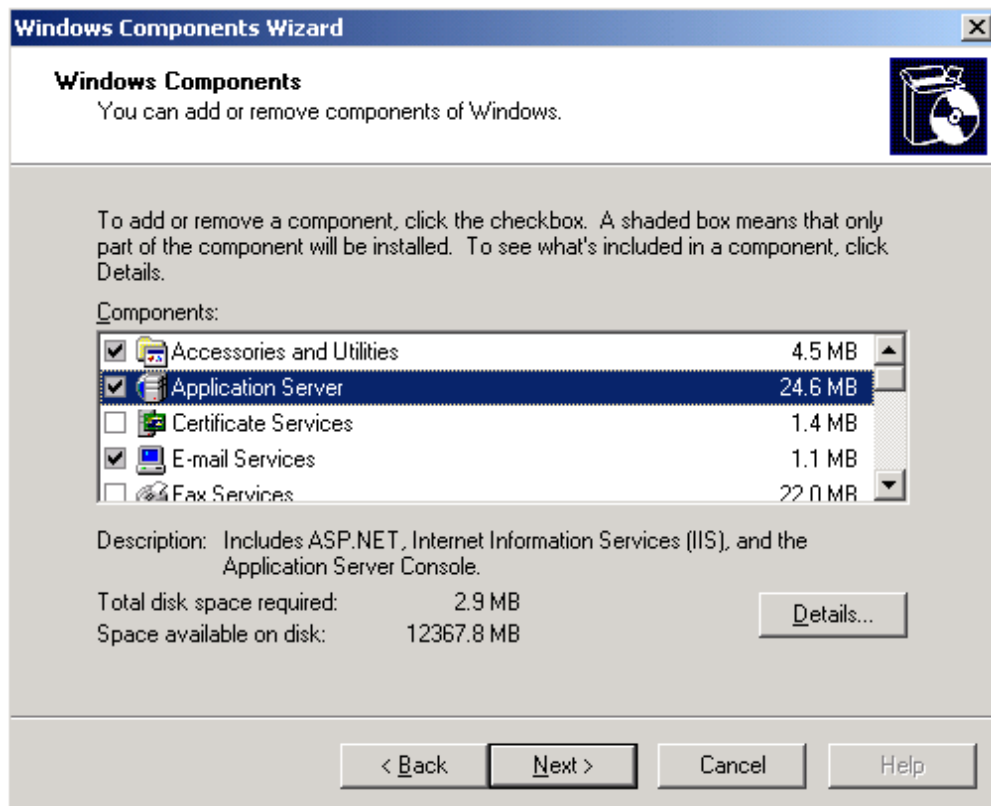 Windows Components Wizard
Windows Components
You can add or remove components of Windows.
To add or remove a component, click the checkbox. A shaded box means that only
part of the component will be installed. To see what's included in a component, click
Details.
Components:
Accessories and Utilities 4.5 MB
Application Server 24.6 MB
Certificate Services 1.4 MB
E-mail Services 1.1 MB
Fax Services 22.0 MB
Description: Includes ASP.NET, Internet Information Services (IIS), and the
Application Server Console.
Total disk space required: 2.9 MB
Space available on disk: 12367.8 MB
Details...
< Back Next > Cancel Help